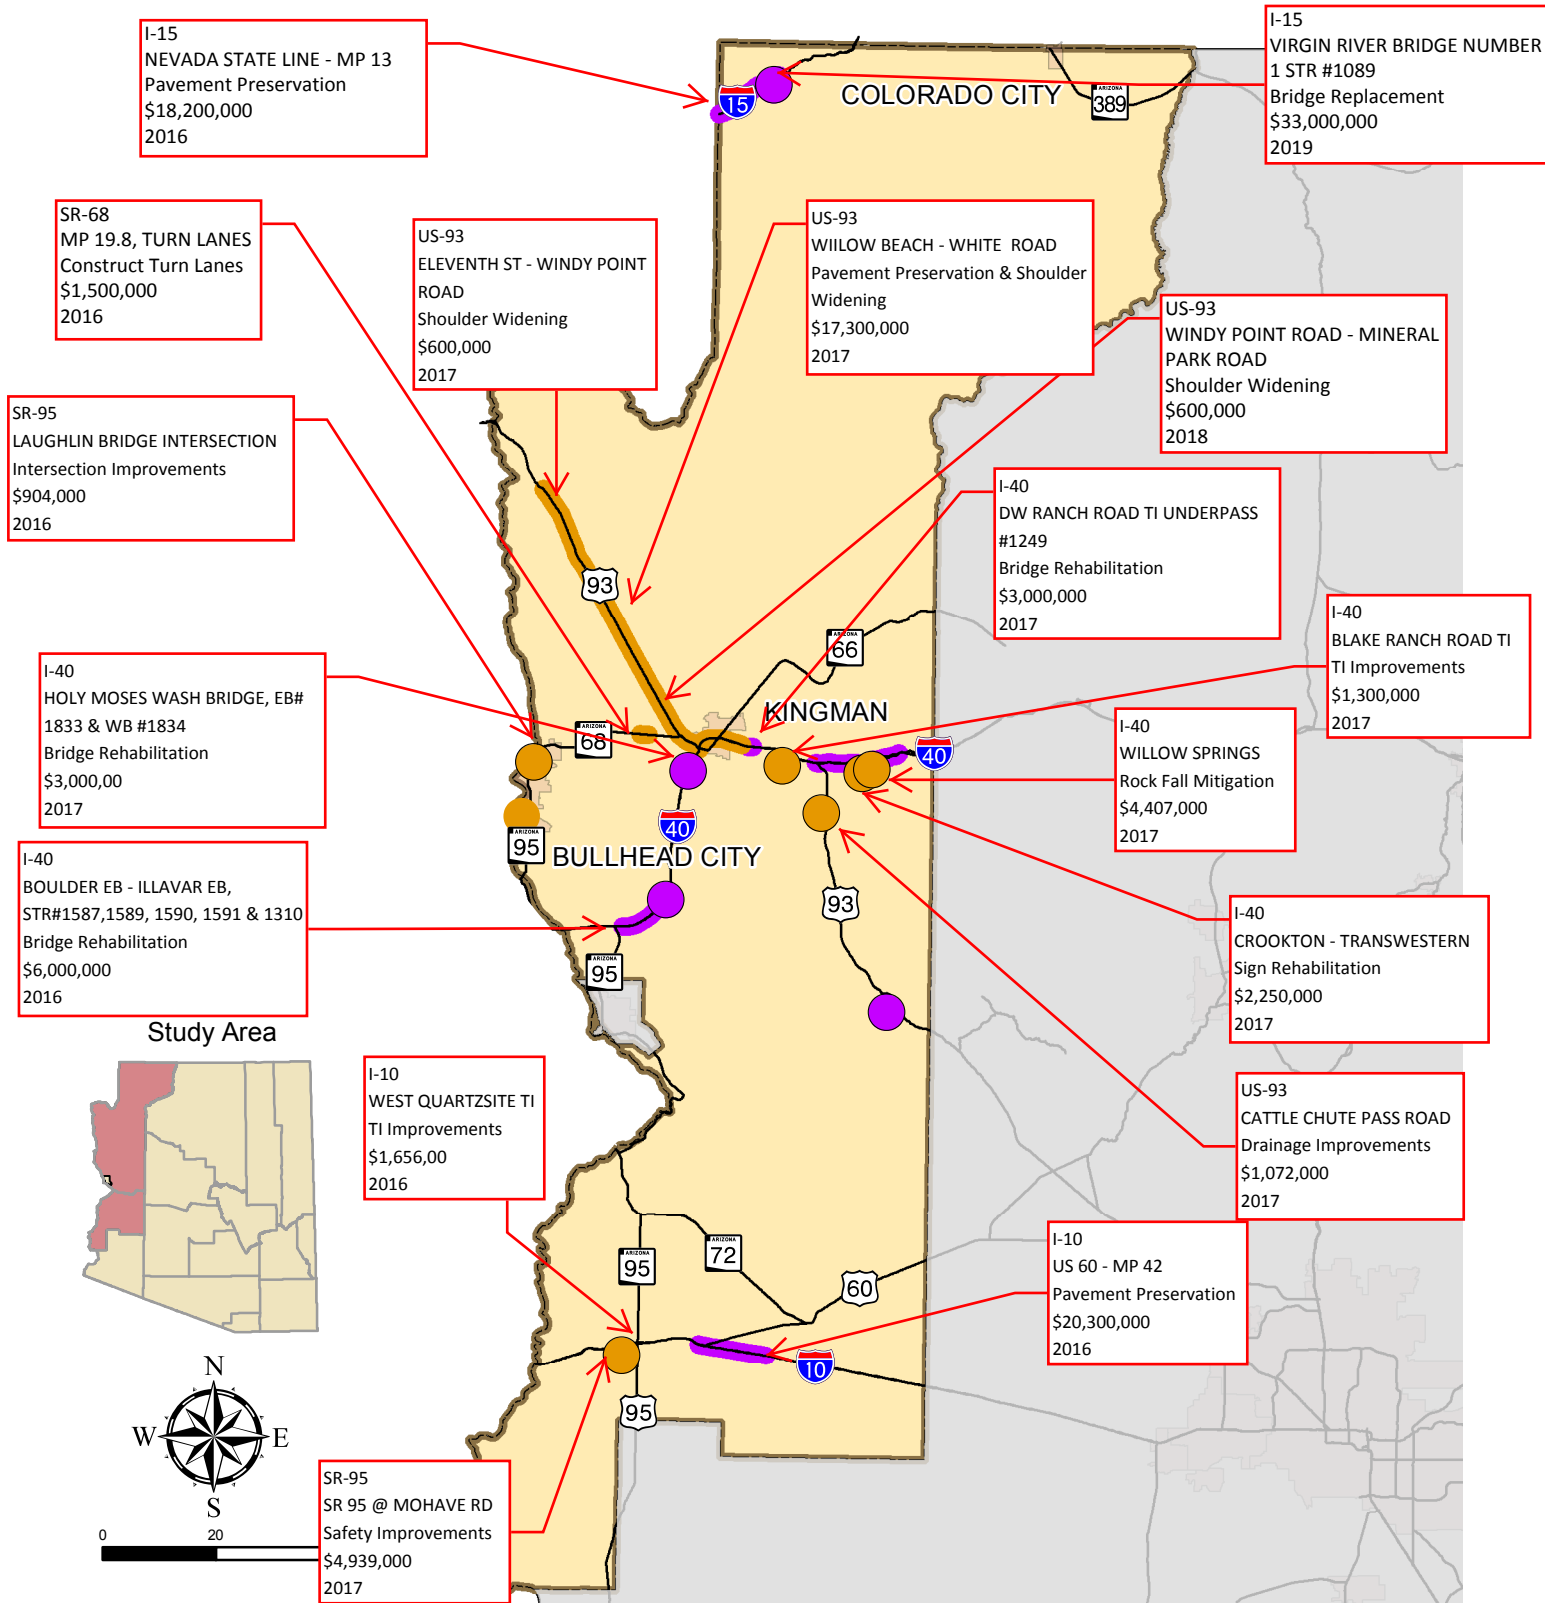 I-15
NEVADA STATE LINE - MP 13
Pavement Preservation
$18,200,000
2016
I-15
VIRGIN RIVER BRIDGE NUMBER
1 STR #1089
Bridge Replacement
$33,000,000
2019
15
COLORADO CITY
ARIZONA
389
SR-68
MP 19.8, TURN LANES
Construct Turn Lanes
$1,500,000
2016
US-93
ELEVENTH ST - WINDY POINT
ROAD
Shoulder Widening
$600,000
2017
US-93
WIILOW BEACH - WHITE  ROAD
Pavement Preservation & Shoulder
Widening
$17,300,000
2017
US-93
WINDY POINT ROAD - MINERAL
PARK ROAD
Shoulder Widening
$600,000
2018
SR-95
LAUGHLIN BRIDGE INTERSECTION
Intersection Improvements
$904,000
2016
I-40
DW RANCH ROAD TI UNDERPASS
#1249
Bridge Rehabilitation
$3,000,000
2017
93
ARIZONA
66
I-40
BLAKE RANCH ROAD TI
TI Improvements
$1,300,000
2017
I-40
HOLY MOSES WASH BRIDGE, EB#
1833 & WB #1834
Bridge Rehabilitation
$3,000,00
2017
KINGMAN
ARIZONA
68
40
I-40
WILLOW SPRINGS
Rock Fall Mitigation
$4,407,000
2017
40
ARIZONA
95
BULLHEAD CITY
I-40
BOULDER EB - ILLAVAR EB,
STR#1587,1589, 1590, 1591 & 1310
Bridge Rehabilitation
$6,000,000
2016
93
I-40
CROOKTON - TRANSWESTERN
Sign Rehabilitation
$2,250,000
2017
ARIZONA
95
Study Area
I-10
WEST QUARTZSITE TI
TI Improvements
$1,656,00
2016
US-93
CATTLE CHUTE PASS ROAD
Drainage Improvements
$1,072,000
2017
ARIZONA
95
ARIZONA
72
60
I-10
US 60 - MP 42
Pavement Preservation
$20,300,000
2016
10
95
N
W
E
S
SR-95
SR 95 @ MOHAVE RD
Safety Improvements
$4,939,000
2017
0
20